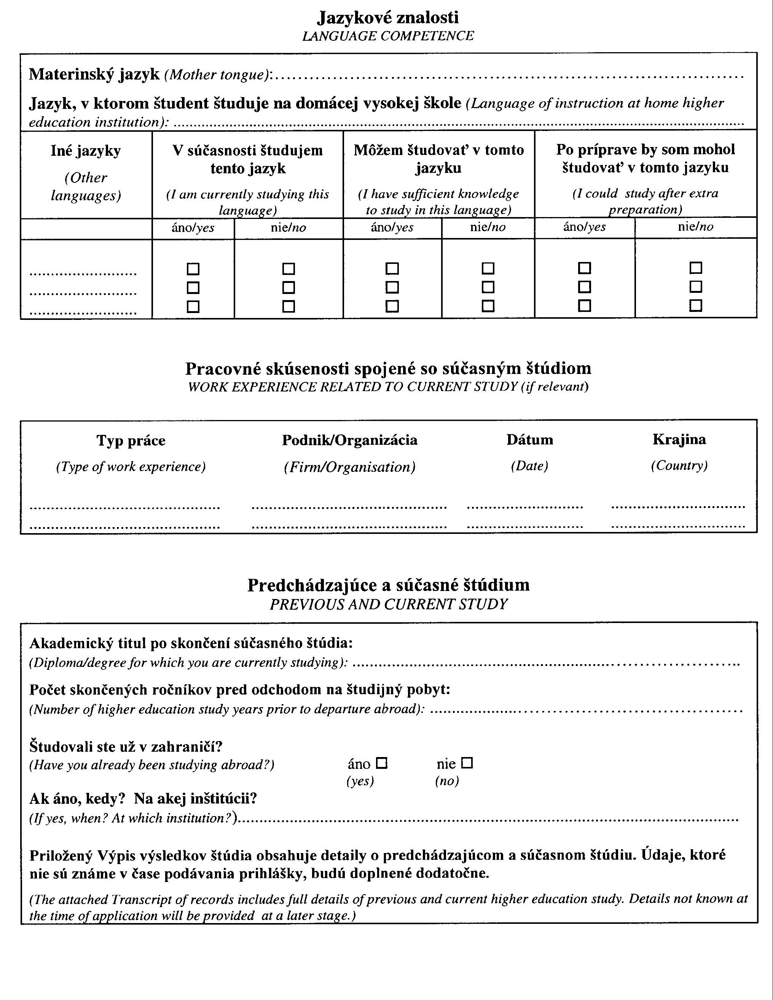 Jazykové znalosti
LANGUAGE COMPETENCE
Materinský jazyk (Mother tongue):..........................................................................
Jazyk, v ktorom študent študuje na domácej vysokej škole (Language of instruction at home higher
education institution): ..........................................................................
Iné jazyky
(Other
languages)
V súčasnosti študujem
tento jazyk
(I am currently studying this
language)
Môžem študovať v tomto
jazyku
(I have sufficient knowledge
to study in this language)
Po príprave by som mohol
študovať v tomto jazyku
(I could study after extra
preparation)
áno/yes nie/no áno/yes nie/no áno/yes nie/no
......................... ☐ ☐ ☐ ☐ ☐ ☐
......................... ☐ ☐ ☐ ☐ ☐ ☐
......................... ☐ ☐ ☐ ☐ ☐ ☐
Pracovné skúsenosti spojené so súčasným štúdiom
WORK EXPERIENCE RELATED TO CURRENT STUDY (if relevant)
Typ práce Podnik/Organizácia Dátum Krajina
(Type of work experience) (Firm/Organisation) (Date) (Country)
............................................ ............................................. ........................... ...............................
............................................ ............................................. ........................... ...............................
Predchádzajúce a súčasné štúdium
PREVIOUS AND CURRENT STUDY
Akademický titul po skončení súčasného štúdia:
(Diploma/degree for which you are currently studying): ..........................................................................
Počet skončených ročníkov pred odchodom na študijný pobyt:
(Number of higher education study years prior to departure abroad): ............................................................
Študovali ste už v zahraničí?
(Have you already been studying abroad?) áno ☐ nie ☐
(yes) (no)
Ak áno, kedy? Na akej inštitúcii?
(If yes, when? At which institution?)..........................................................................
Priložený Výpis výsledkov štúdia obsahuje detaily o predchádzajúcom a súčasnom štúdiu. Údaje, ktoré
nie sú známe v čase podávania prihlášky, budú doplnené dodatočne.
(The attached Transcript of records includes full details of previous and current higher education study. Details not known at
the time of application will be provided at a later stage.)